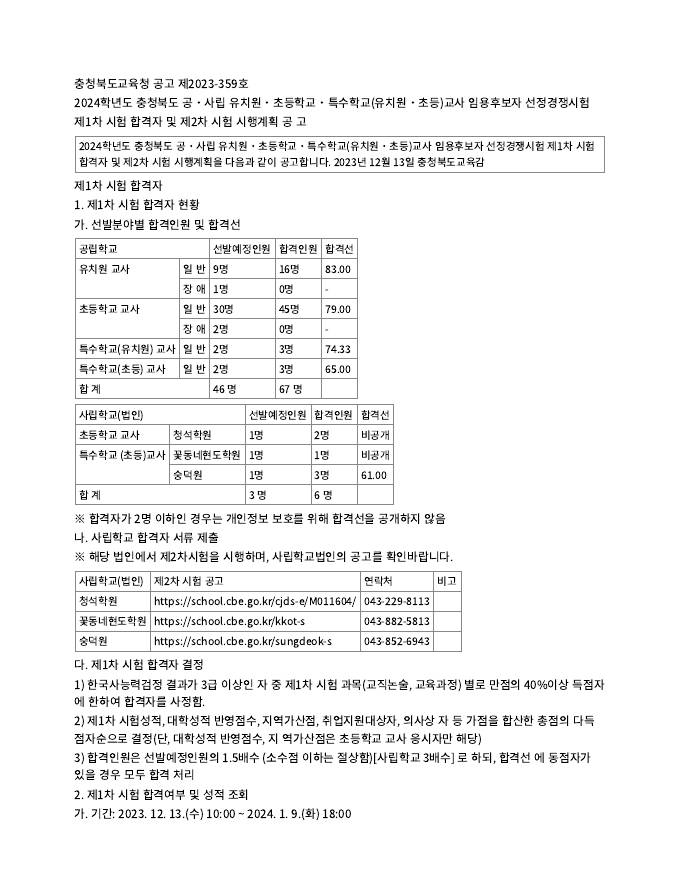 충청북도교육청 공고 제2023-359호
2024학년도 충청북도 공・사립 유치원・초등학교・특수학교(유치원・초등)교사 임용후보자 선정경쟁시험
제1차 시험 합격자 및 제2차 시험 시행계획 공 고
2024학년도 충청북도 공・사립 유치원・초등학교・특수학교(유치원・초등)교사 임용후보자 선정경쟁시험 제1차 시험
합격자 및 제2차 시험 시행계획을 다음과 같이 공고합니다. 2023년 12월 13일 충청북도교육감
제1차 시험 합격자
1. 제1차 시험 합격자 현황
가. 선발분야별 합격인원 및 합격선
공립학교 선발예정인원 합격인원 합격선
유치원 교사 일 반 9명 16명 83.00
장 애 1명 0명 -
초등학교 교사 일 반 30명 45명 79.00
장 애 2명 0명 -
특수학교(유치원) 교사 일 반 2명 3명 74.33
특수학교(초등) 교사 일 반 2명 3명 65.00
합 계 46 명 67 명
사립학교(법인) 선발예정인원 합격인원 합격선
초등학교 교사 청석학원 1명 2명 비공개
특수학교 (초등)교사 꽃동네현도학원 1명 1명 비공개
숭덕원 1명 3명 61.00
합 계 3 명 6 명
※ 합격자가 2명 이하인 경우는 개인정보 보호를 위해 합격선을 공개하지 않음
나. 사립학교 합격자 서류 제출
※ 해당 법인에서 제2차시험을 시행하며, 사립학교법인의 공고를 확인바랍니다.
사립학교(법인) 제2차 시험 공고 연락처 비고
청석학원 https://school.cbe.go.kr/cjds-e/M011604/ 043-229-8113
꽃동네현도학원 https://school.cbe.go.kr/kkot-s 043-882-5813
숭덕원 https://school.cbe.go.kr/sungdeok-s 043-852-6943
다. 제1차 시험 합격자 결정
1) 한국사능력검정 결과가 3급 이상인 자 중 제1차 시험 과목(교직논술, 교육과정) 별로 만점의 40%이상 득점자
에 한하여 합격자를 사정함.
2) 제1차 시험성적, 대학성적 반영점수, 지역가산점, 취업지원대상자, 의사상 자 등 가점을 합산한 총점의 다득
점자순으로 결정(단, 대학성적 반영점수, 지 역가산점은 초등학교 교사 응시자만 해당)
3) 합격인원은 선발예정인원의 1.5배수 (소수점 이하는 절상함)[사립학교 3배수] 로 하되, 합격선 에 동점자가
있을 경우 모두 합격 처리
2. 제1차 시험 합격여부 및 성적 조회
가. 기간: 2023. 12. 13.(수) 10:00 ~ 2024. 1. 9.(화) 18:00